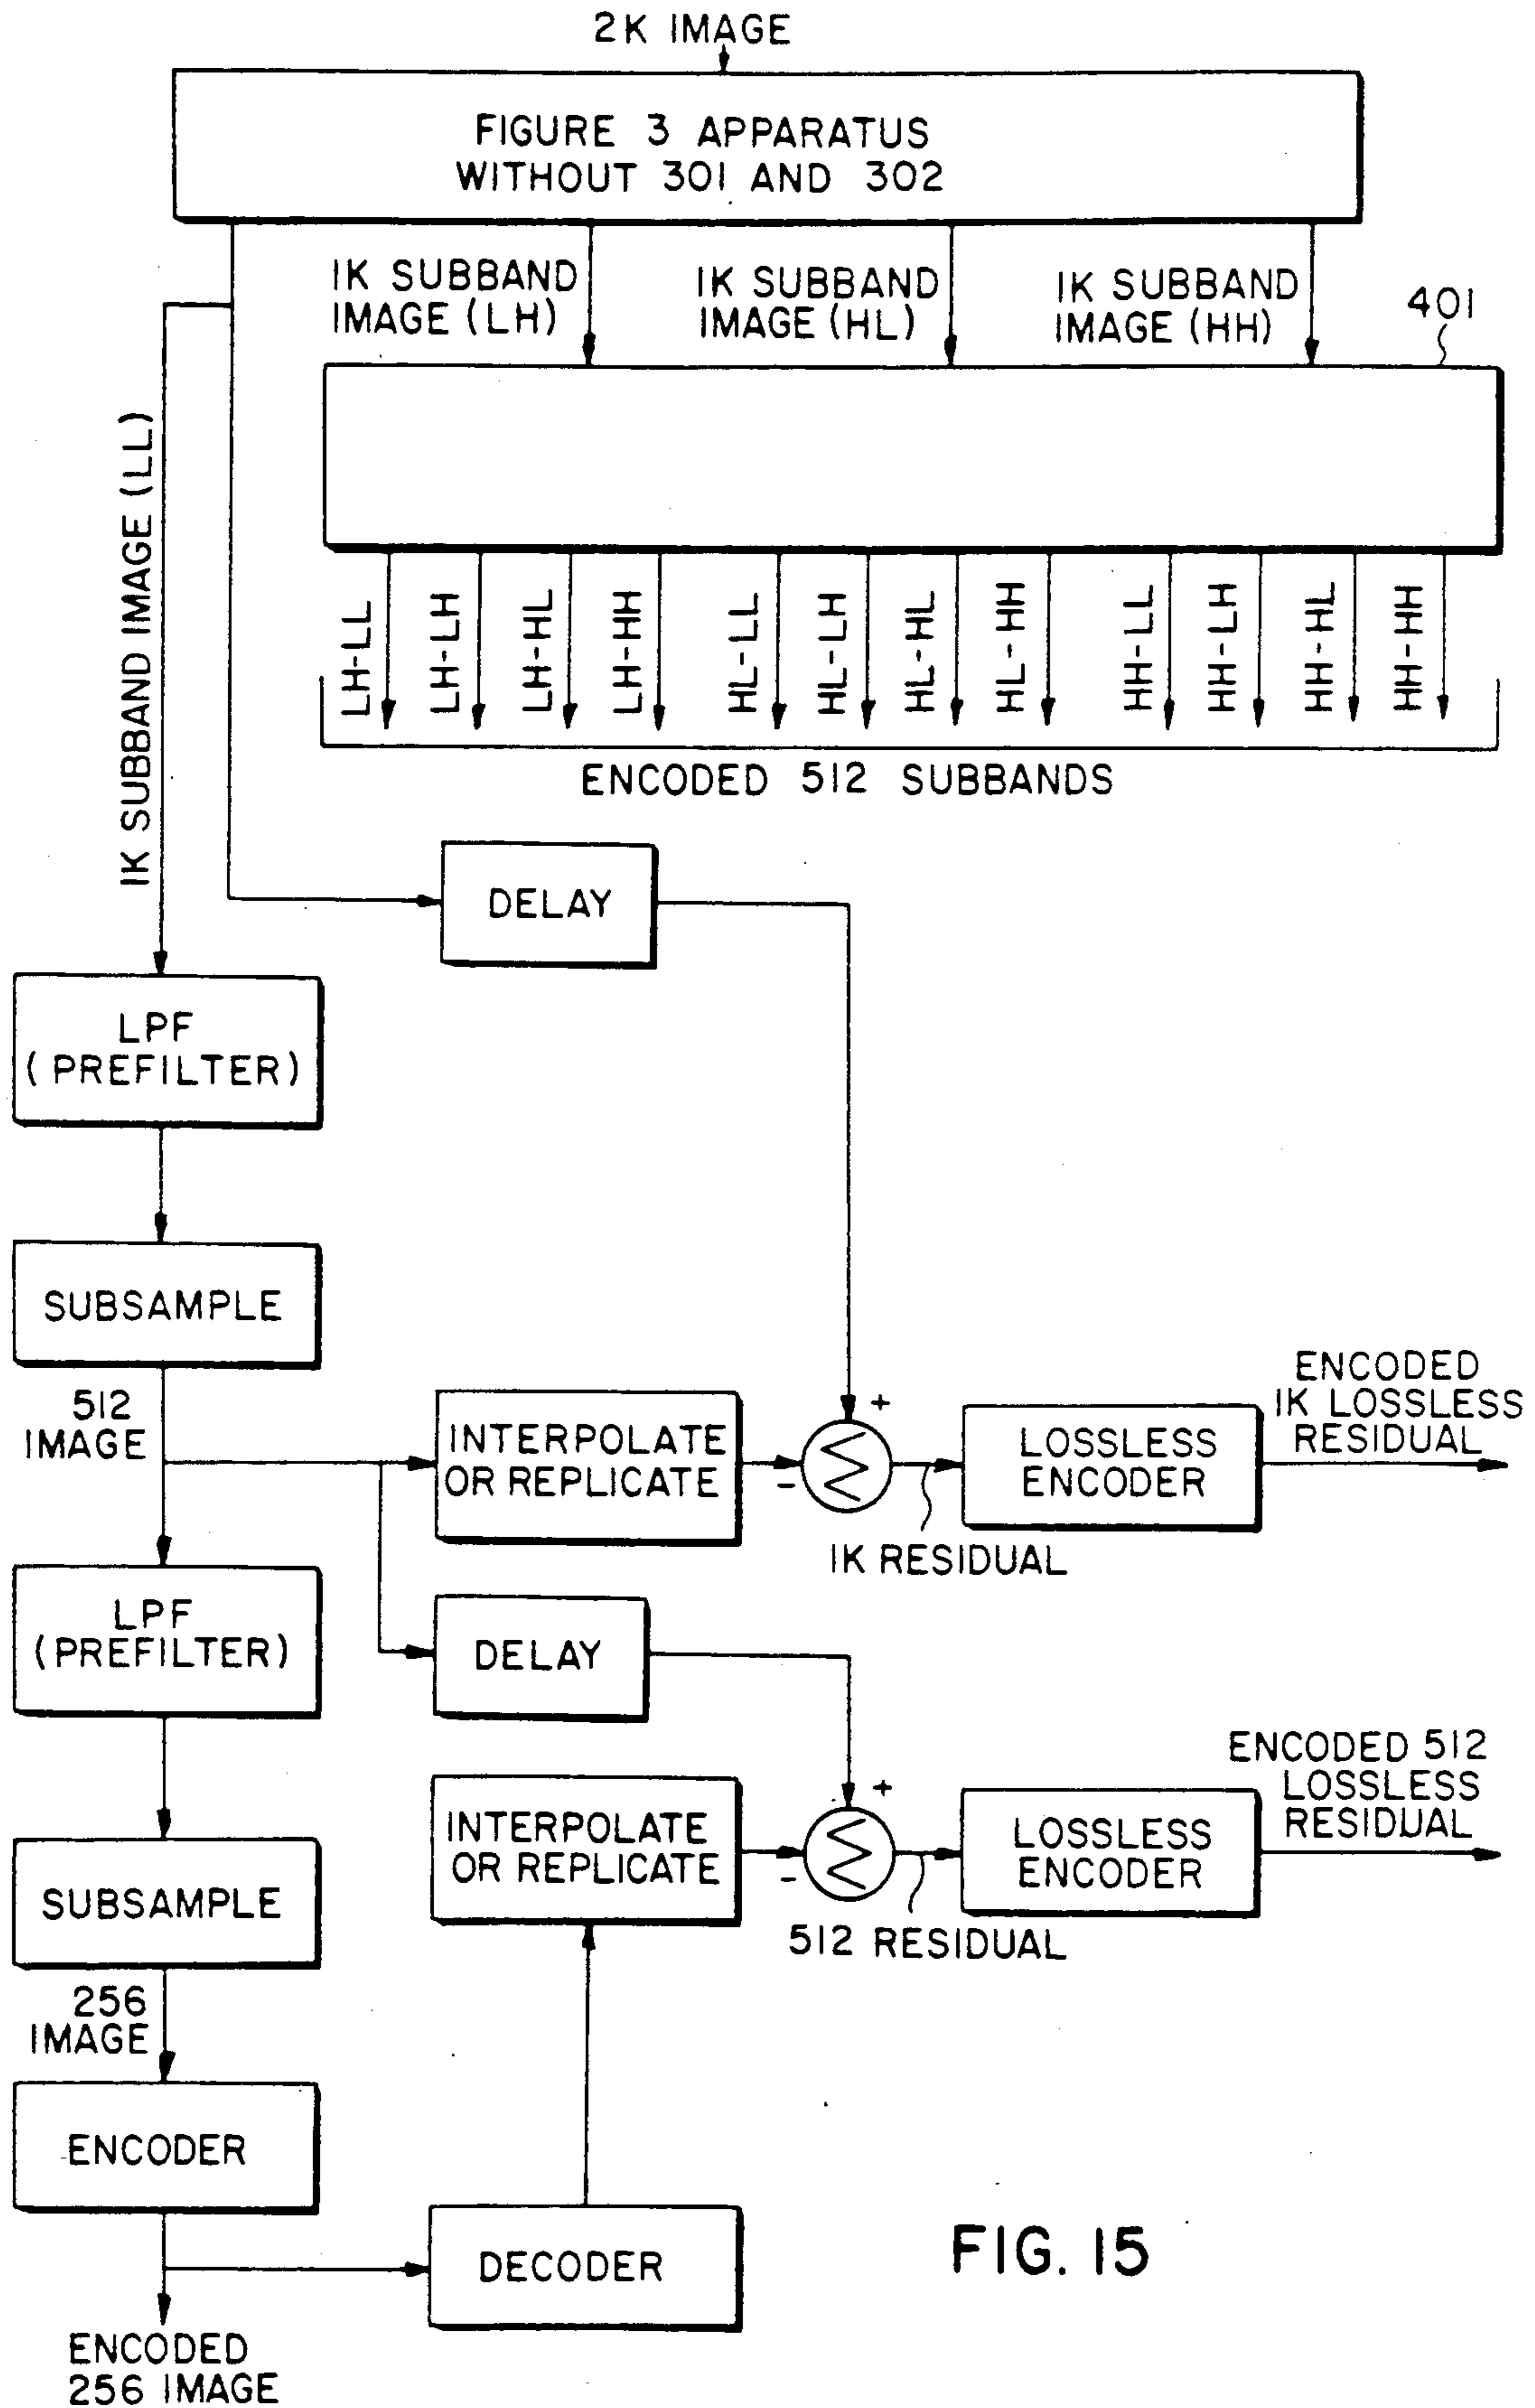 2K IMAGE
FIGURE 3 APPARATUS
WITHOUT 301 AND 302
1K SUBBAND
IMAGE (LH)
1K SUBBAND
IMAGE (HL)
1K SUBBAND
IMAGE (HH)
401
1K SUBBAND IMAGE (LL)
LH-LL
LH-LH
LH-HL
LH-HH
HL-LL
HL-LH
HL-HL
HL-HH
HH-LL
HH-LH
HH-HL
HH-HH
ENCODED 512 SUBBANDS
DELAY
LPF
(PREFILTER)
SUBSAMPLE
512
IMAGE
INTERPOLATE
OR REPLICATE
+
-
Σ
1K RESIDUAL
LOSSLESS
ENCODER
ENCODED
1K LOSSLESS
RESIDUAL
LPF
(PREFILTER)
DELAY
INTERPOLATE
OR REPLICATE
+
-
Σ
512 RESIDUAL
LOSSLESS
ENCODER
ENCODED 512
LOSSLESS
RESIDUAL
SUBSAMPLE
256
IMAGE
ENCODER
DECODER
ENCODED
256 IMAGE
FIG. 15